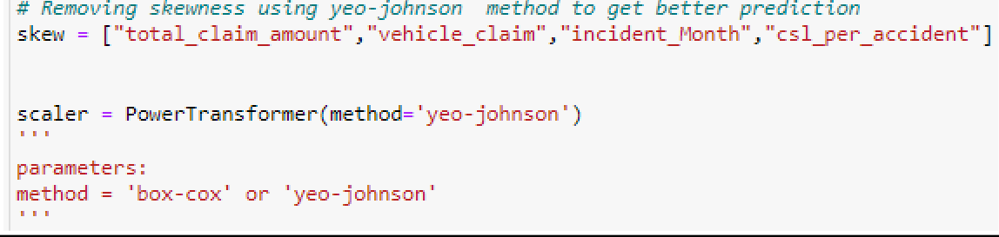 # Removing skewness using yeo-johnson  method to get better prediction
skew = ["total_claim_amount","vehicle_claim","incident_Month","csl_per_accident"]
scaler = PowerTransformer(method='yeo-johnson')
'''
parameters:
method = 'box-cox' or 'yeo-johnson'
'''